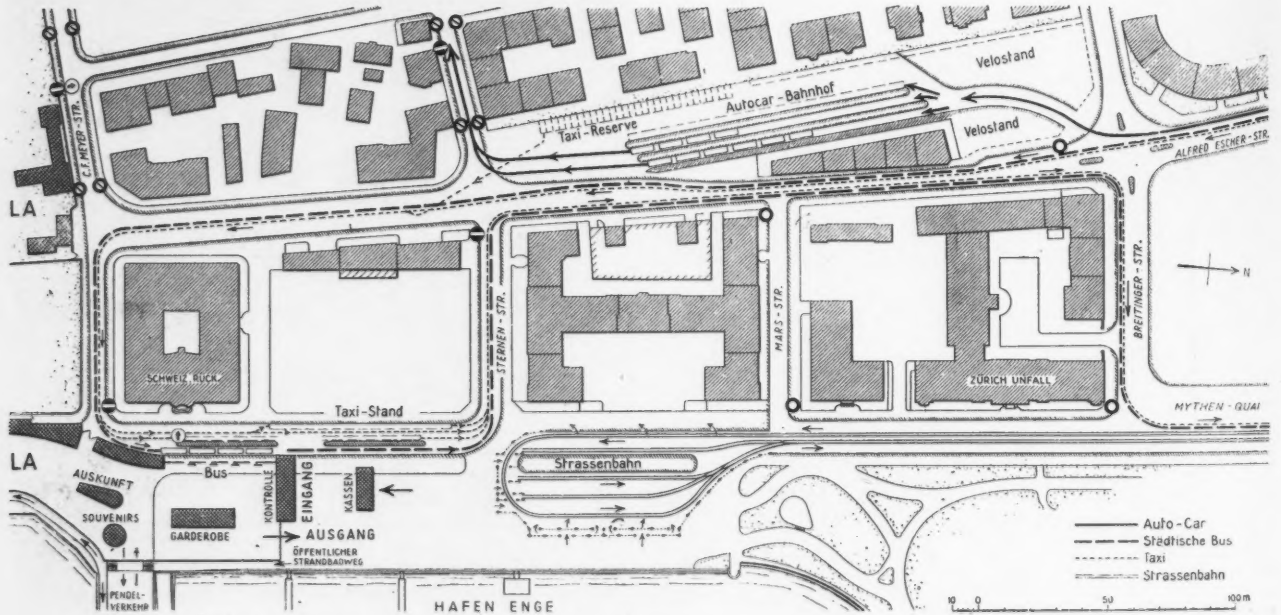 Velostand
Autocar-Bahnhof
Taxi-Reserve
Velostand
C.F. MEYER-STR.
ALFRED ESCHER-STR.
LA
N
STERNEN-STR.
MARS-STR.
BREITINGER-STR.
SCHWEIZ. RÜCK.
ZÜRICH UNFALL
Taxi-Stand
MYTHEN-QUAI
LA
Bus
Strassenbahn
AUSKUNFT
KONTROLLE
EINGANG
KASSEN
SOUVENIRS
GARDEROBE
AUSGANG
ÖFFENTLICHER
STRANDBADWEG
PENDEL-
VERKEHR
HAFEN ENGE
Auto-Car
Städtische Bus
Taxi
Strassenbahn
10 0 50 100 m